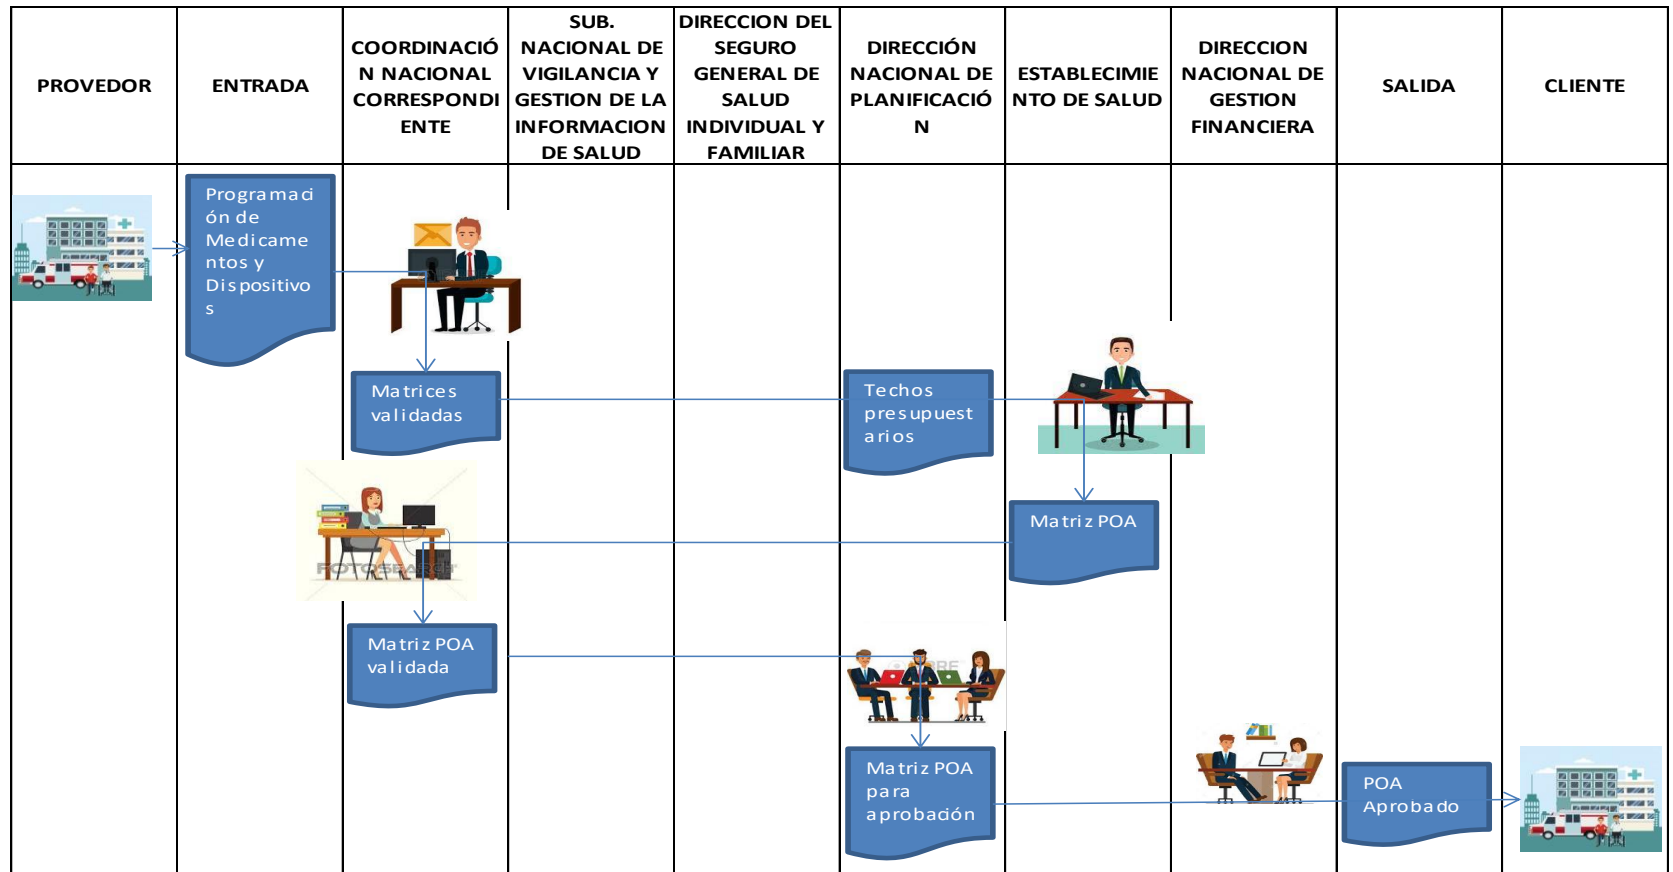 PROVEDOR
ENTRADA
COORDINACIÓ
N NACIONAL
CORRESPONDI
ENTE
SUB.
NACIONAL DE
VIGILANCIA Y
GESTION DE LA
INFORMACION
DE SALUD
DIRECCION DEL
SEGURO
GENERAL DE
SALUD
INDIVIDUAL Y
FAMILIAR
DIRECCIÓN
NACIONAL DE
PLANIFICACIÓ
N
ESTABLECIMIE
NTO DE SALUD
DIRECCION
NACIONAL DE
GESTION
FINANCIERA
SALIDA
CLIENTE
Programaci
ón de
Medicame
ntos y
Dispositivo
s
Matrices
validadas
Techos
presupuest
arios
Matriz POA
FOTOSEARCH
Matriz POA
validada
Matriz POA
para
aprobación
POA
Aprobado